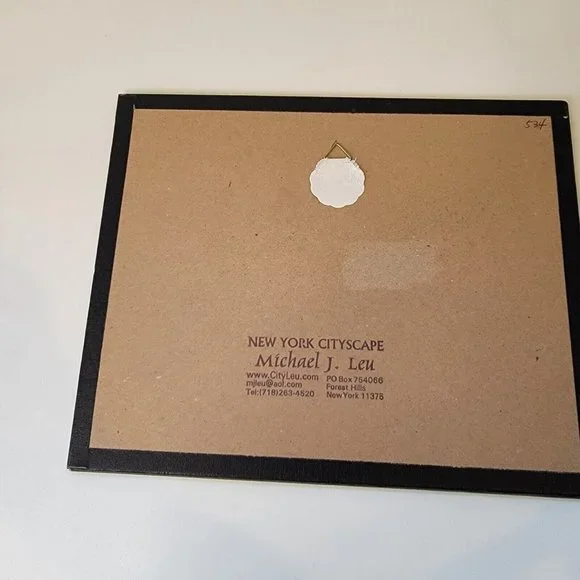 534
NEW YORK CITYSCAPE
Michael J. Leu
www.CityLeu.com PO Box 754066
mjleu@aol.com Forest Hills
Tel:(718)263-4520 New York 11375